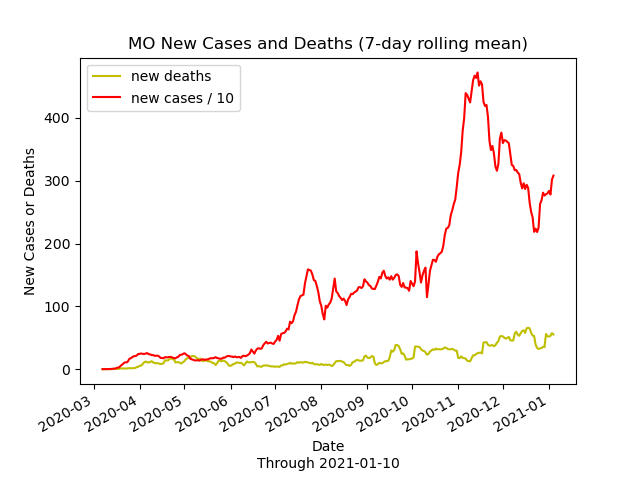 MO New Cases and Deaths (7-day rolling mean)
new deaths
new cases / 10
New Cases or Deaths
400
300
200
100
0
2020-03
2020-04
2020-05
2020-06
2020-07
2020-08
2020-09
2020-10
2020-11
2020-12
2021-01
Date
Through 2021-01-10